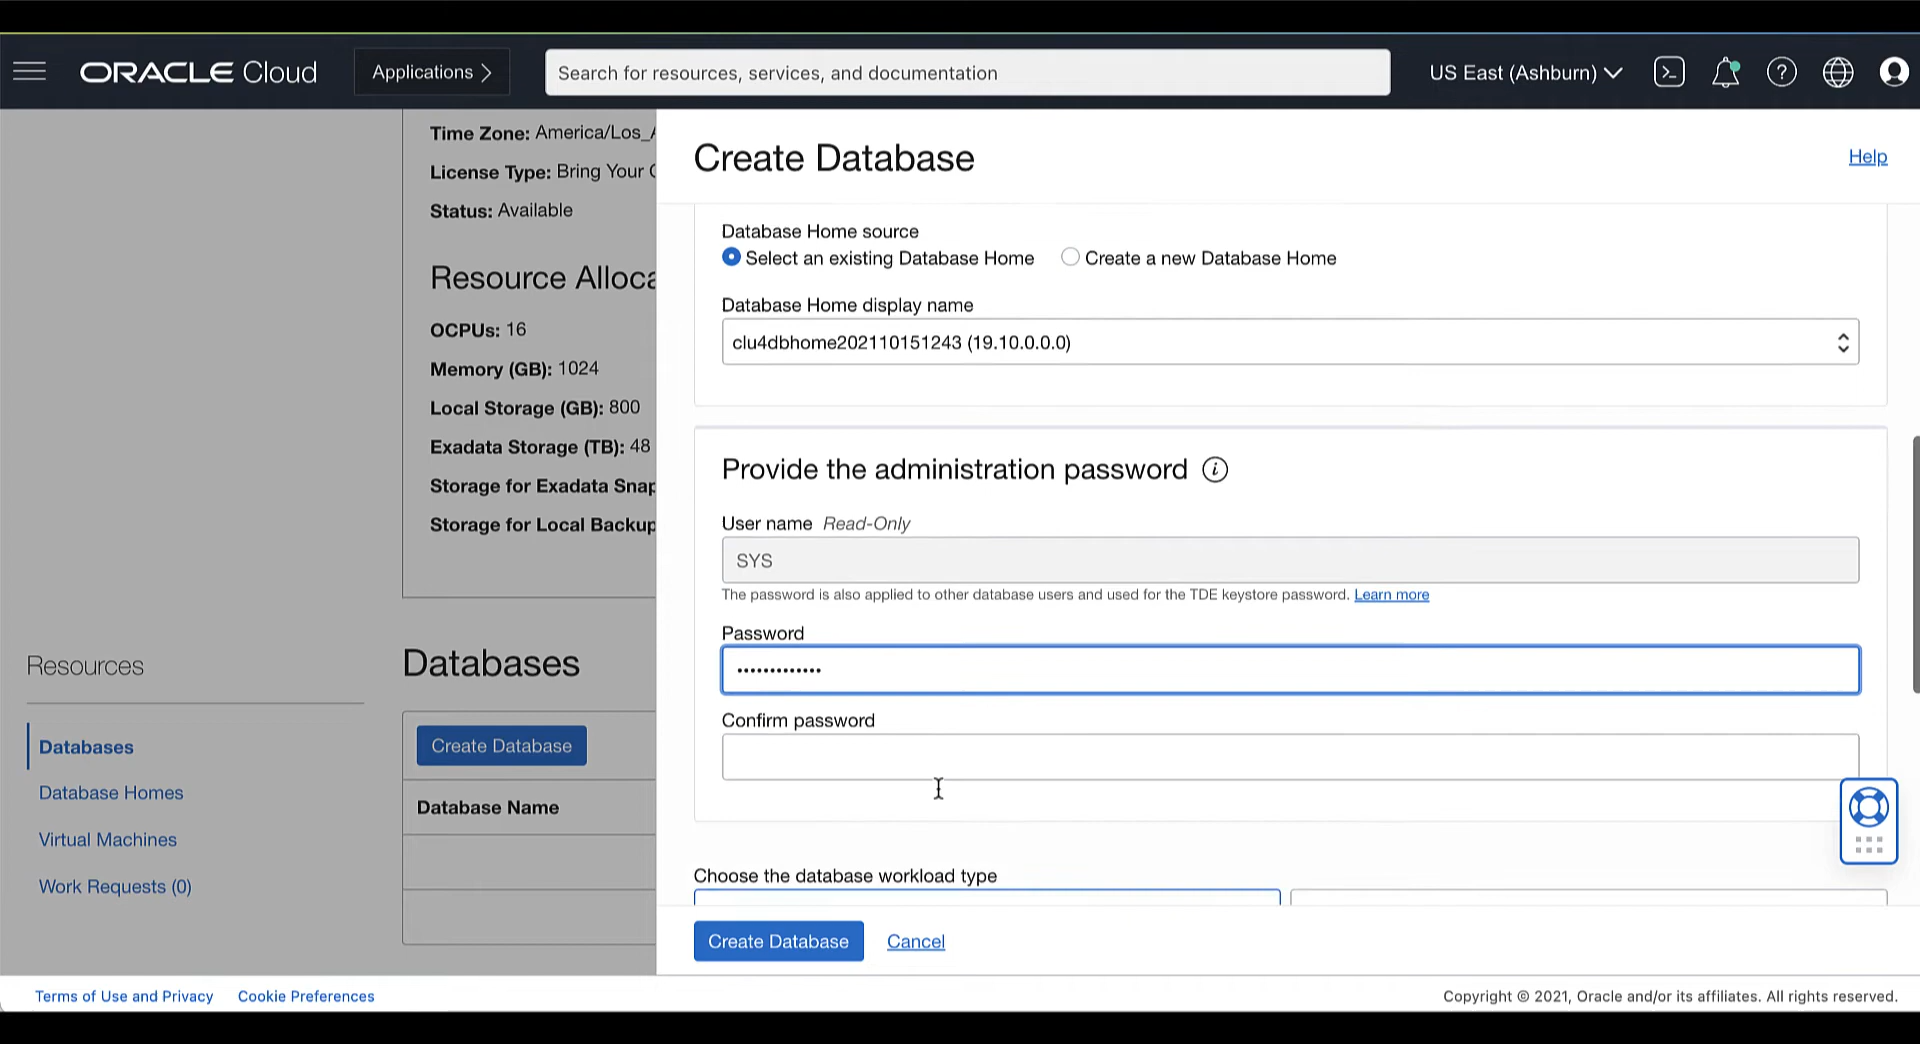 ORACLE Cloud
Applications
Search for resources, services, and documentation
US East (Ashburn)
Time Zone: America/Los_
License Type: Bring Your
Status: Available
Resource Alloca
OCPUs: 16
Memory (GB): 1024
Local Storage (GB): 800
Exadata Storage (TB): 48
Storage for Exadata Snap
Storage for Local Backup
Resources
Databases
Database Homes
Virtual Machines
Work Requests (0)
Databases
Create Database
Database Name
Create Database
Help
Database Home source
Select an existing Database Home
Create a new Database Home
Database Home display name
clu4dbhome202110151243 (19.10.0.0.0)
Provide the administration password
User name Read-Only
SYS
The password is also applied to other database users and used for the TDE keystore password. Learn more
Password
•••••••••••••
Confirm password
Choose the database workload type
Create Database
Cancel
Terms of Use and Privacy
Cookie Preferences
Copyright © 2021, Oracle and/or its affiliates. All rights reserved.